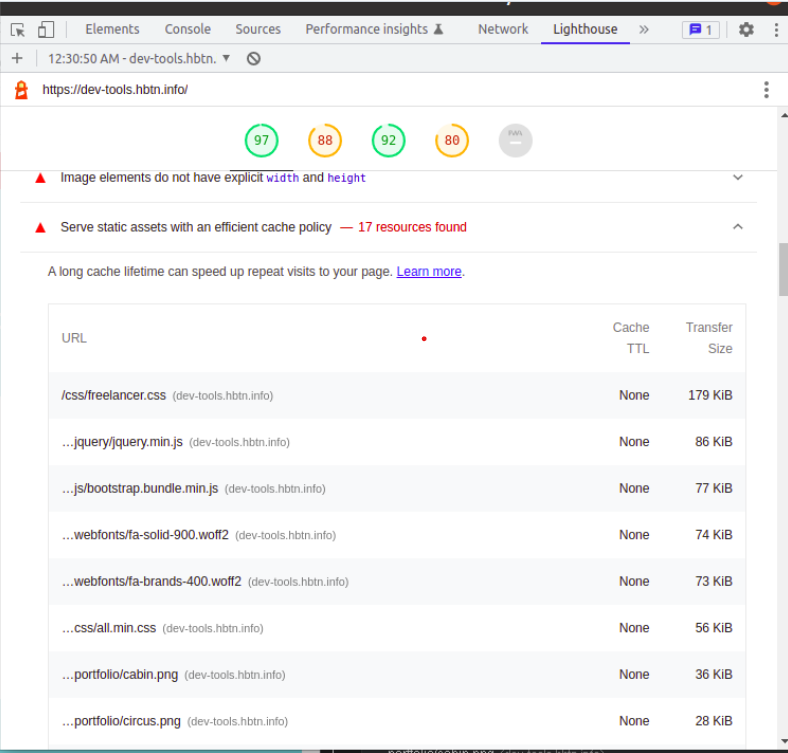 Elements Console Sources Performance insights Network Lighthouse » 1
+ 12:30:50 AM - dev-tools.hbtn. ▼
https://dev-tools.hbtn.info/
97 88 92 80 PWA
Image elements do not have explicit width and height
Serve static assets with an efficient cache policy — 17 resources found
A long cache lifetime can speed up repeat visits to your page. Learn more.
URL Cache TTL Transfer Size
/css/freelancer.css (dev-tools.hbtn.info) None 179 KiB
…jquery/jquery.min.js (dev-tools.hbtn.info) None 86 KiB
…js/bootstrap.bundle.min.js (dev-tools.hbtn.info) None 77 KiB
…webfonts/fa-solid-900.woff2 (dev-tools.hbtn.info) None 74 KiB
…webfonts/fa-brands-400.woff2 (dev-tools.hbtn.info) None 73 KiB
…css/all.min.css (dev-tools.hbtn.info) None 56 KiB
…portfolio/cabin.png (dev-tools.hbtn.info) None 36 KiB
…portfolio/circus.png (dev-tools.hbtn.info) None 28 KiB